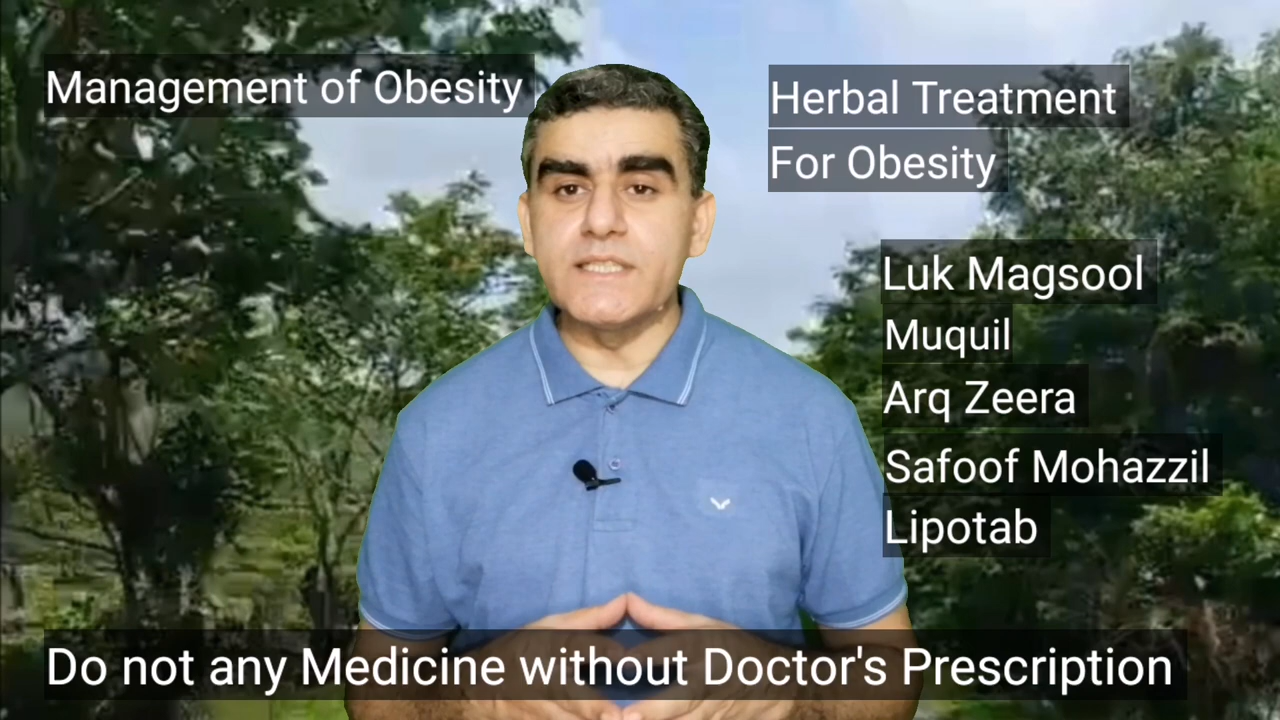 Management of Obesity
Herbal Treatment
For Obesity
Luk Magsool
Muquil
Arq Zeera
Safoof Mohazzil
Lipotab
Do not any Medicine without Doctor's Prescription